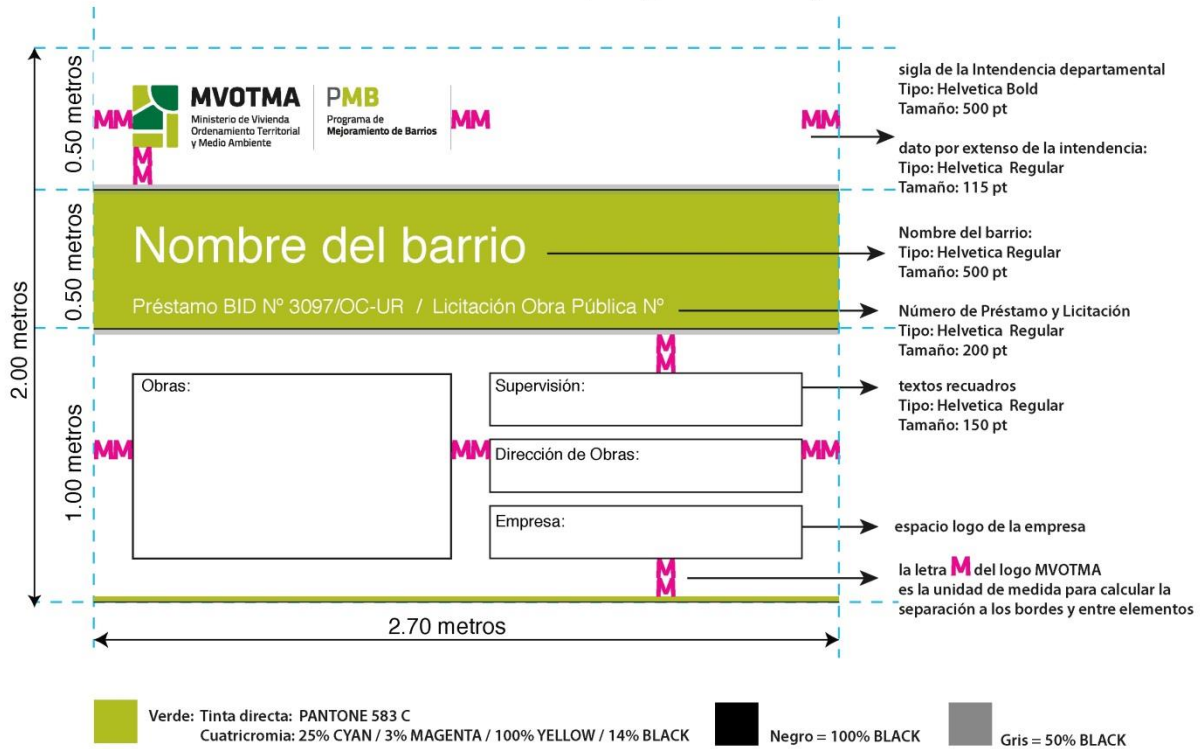 0.50 metros
MM
MVOTMA
Ministerio de Vivienda
Ordenamiento Territorial
y Medio Ambiente
PMB
Programa de
Mejoramiento de Barrios
MM
MM
M
M
sigla de la Intendencia departamental
Tipo: Helvetica Bold
Tamaño: 500 pt
dato por extenso de la intendencia:
Tipo: Helvetica Regular
Tamaño: 115 pt
2.00 metros
0.50 metros
Nombre del barrio
Préstamo BID Nº 3097/OC-UR / Licitación Obra Pública Nº
Nombre del barrio:
Tipo: Helvetica Regular
Tamaño: 500 pt
Número de Préstamo y Licitación
Tipo: Helvetica Regular
Tamaño: 200 pt
1.00 metros
M
M
Obras:
Supervisión:
textos recuadros
Tipo: Helvetica Regular
Tamaño: 150 pt
MM
MM
Dirección de Obras:
MM
Empresa:
espacio logo de la empresa
M
M
la letra M del logo MVOTMA
es la unidad de medida para calcular la
separación a los bordes y entre elementos
2.70 metros
Verde: Tinta directa: PANTONE 583 C
Cuatricromia: 25% CYAN / 3% MAGENTA / 100% YELLOW / 14% BLACK
Negro = 100% BLACK
Gris = 50% BLACK